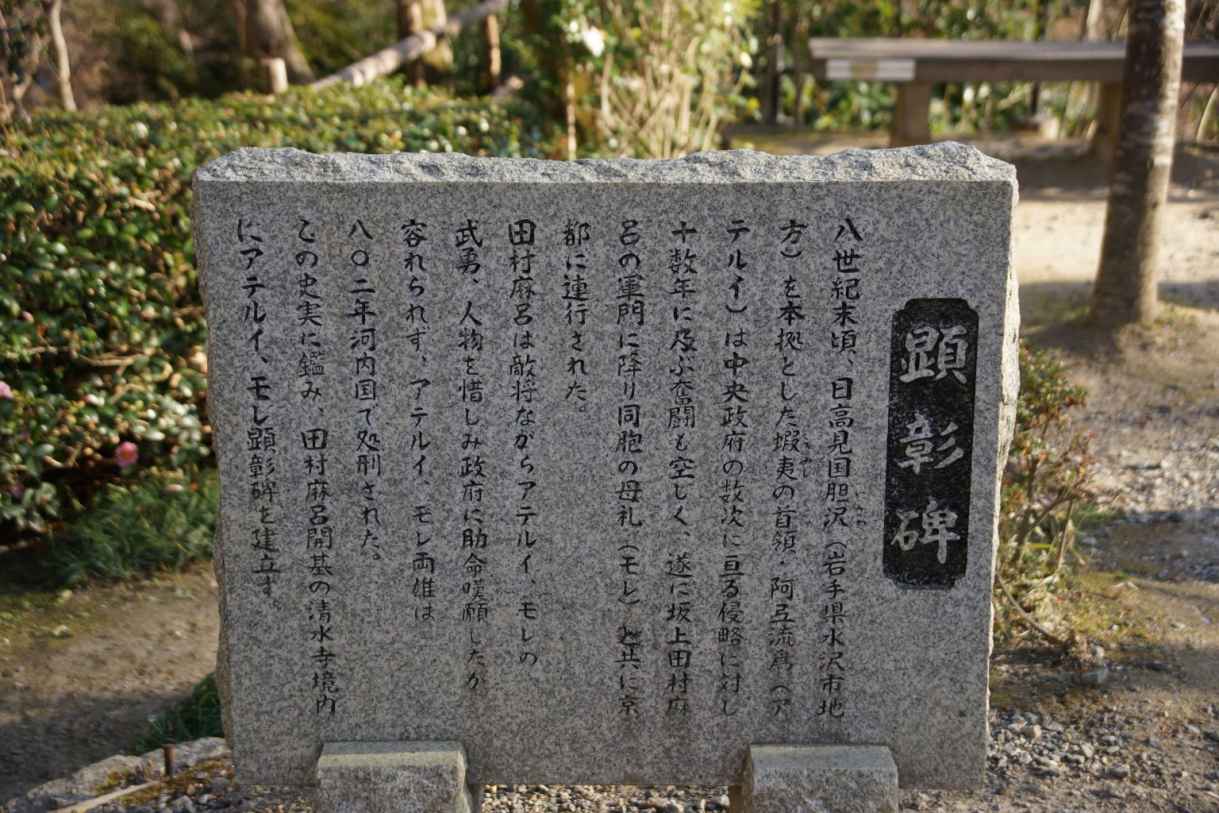 顕彰碑
八世紀末頃、日高見国胆沢（岩手県水沢市地
方）を本拠とした蝦夷の首領・阿弖流為（ア
テルイ）は中央政府の数次に亘る侵略に対し
十数年に及ぶ奮闘も空しく、遂に坂上田村麻
呂の軍門に降り同胞の母礼（モレ）と共に京
都に連行された。
田村麻呂は敵将ながらアテルイ、モレの
武勇、人物を惜しみ政府に助命嘆願したが
容れられず、アテルイ、モレ両雄は
八〇二年河内国で処刑された。
この史実に鑑み、田村麻呂開基の清水寺境内
にアテルイ、モレ顕彰碑を建立す。